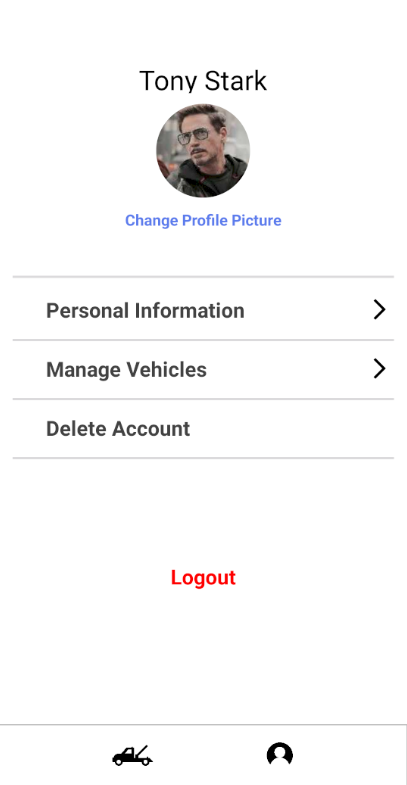 Tony Stark
Change Profile Picture
Personal Information
Manage Vehicles
Delete Account
Logout